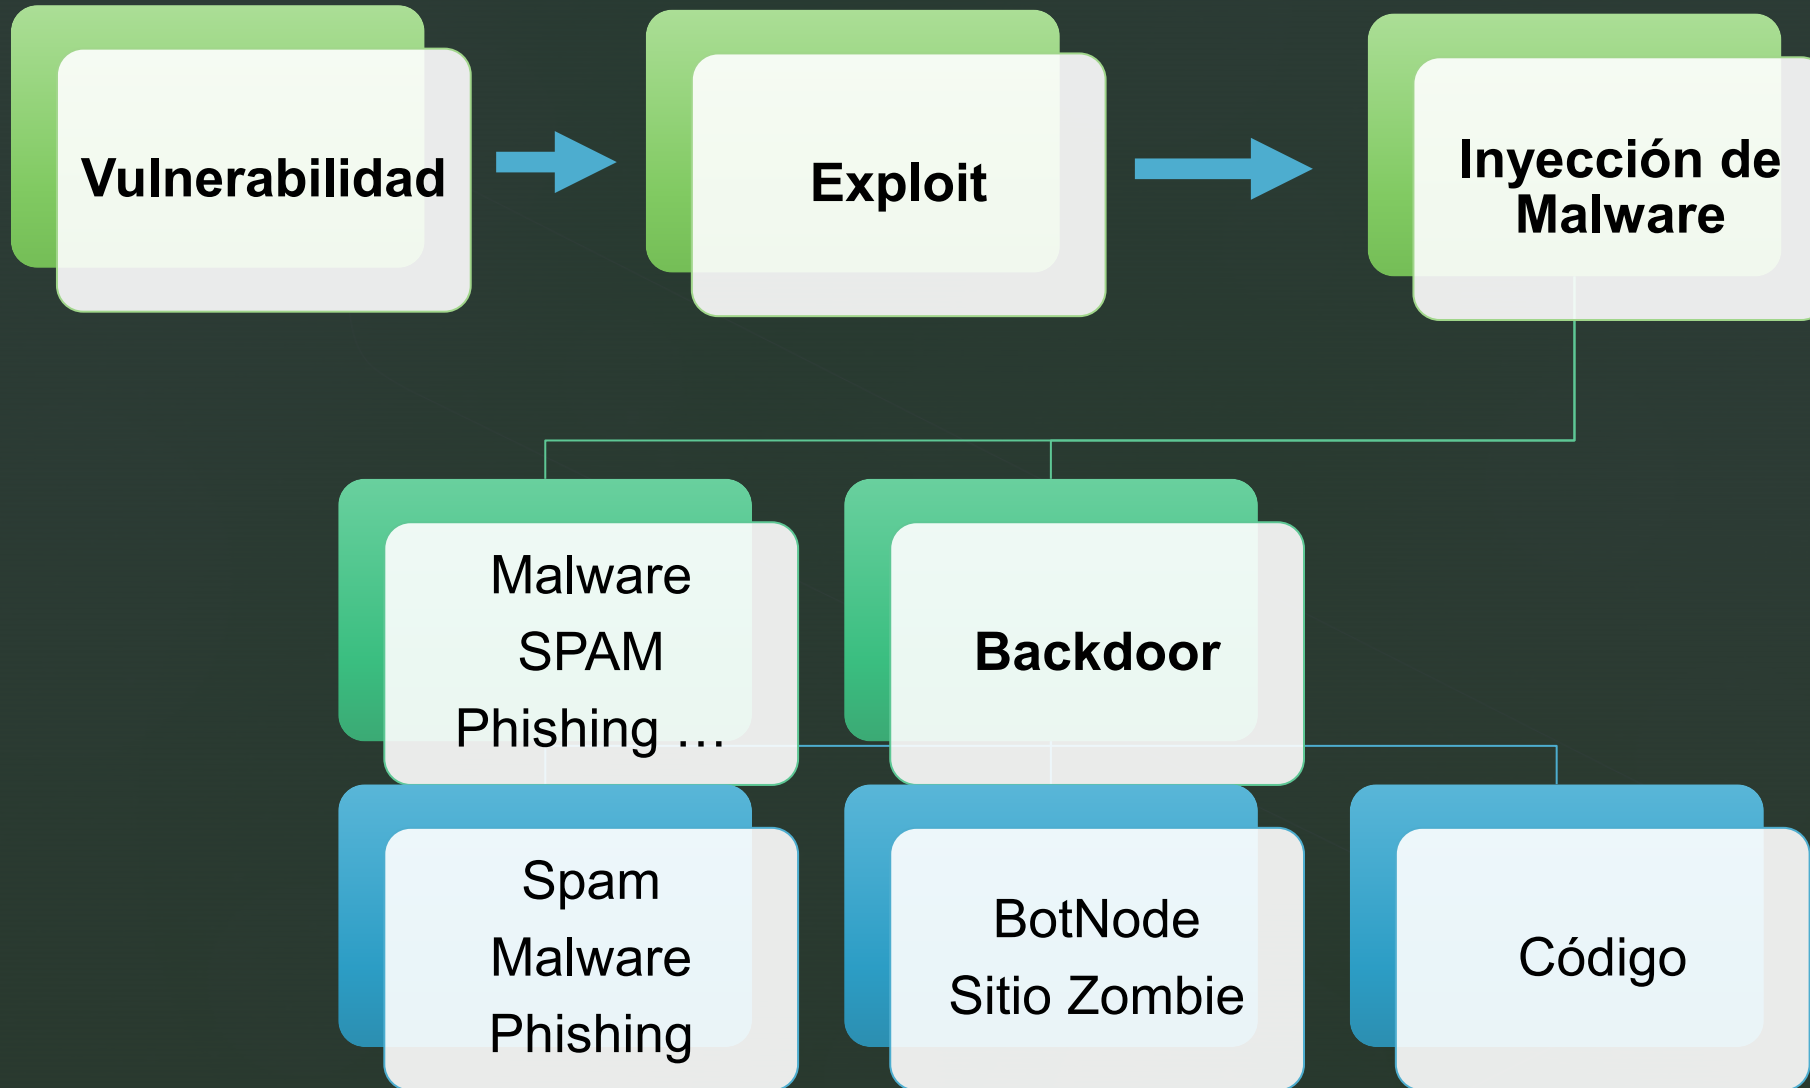 Vulnerabilidad
Exploit
Inyección de
Malware
Malware
SPAM
Phishing …
Backdoor
Spam
Malware
Phishing
BotNode
Sitio Zombie
Código